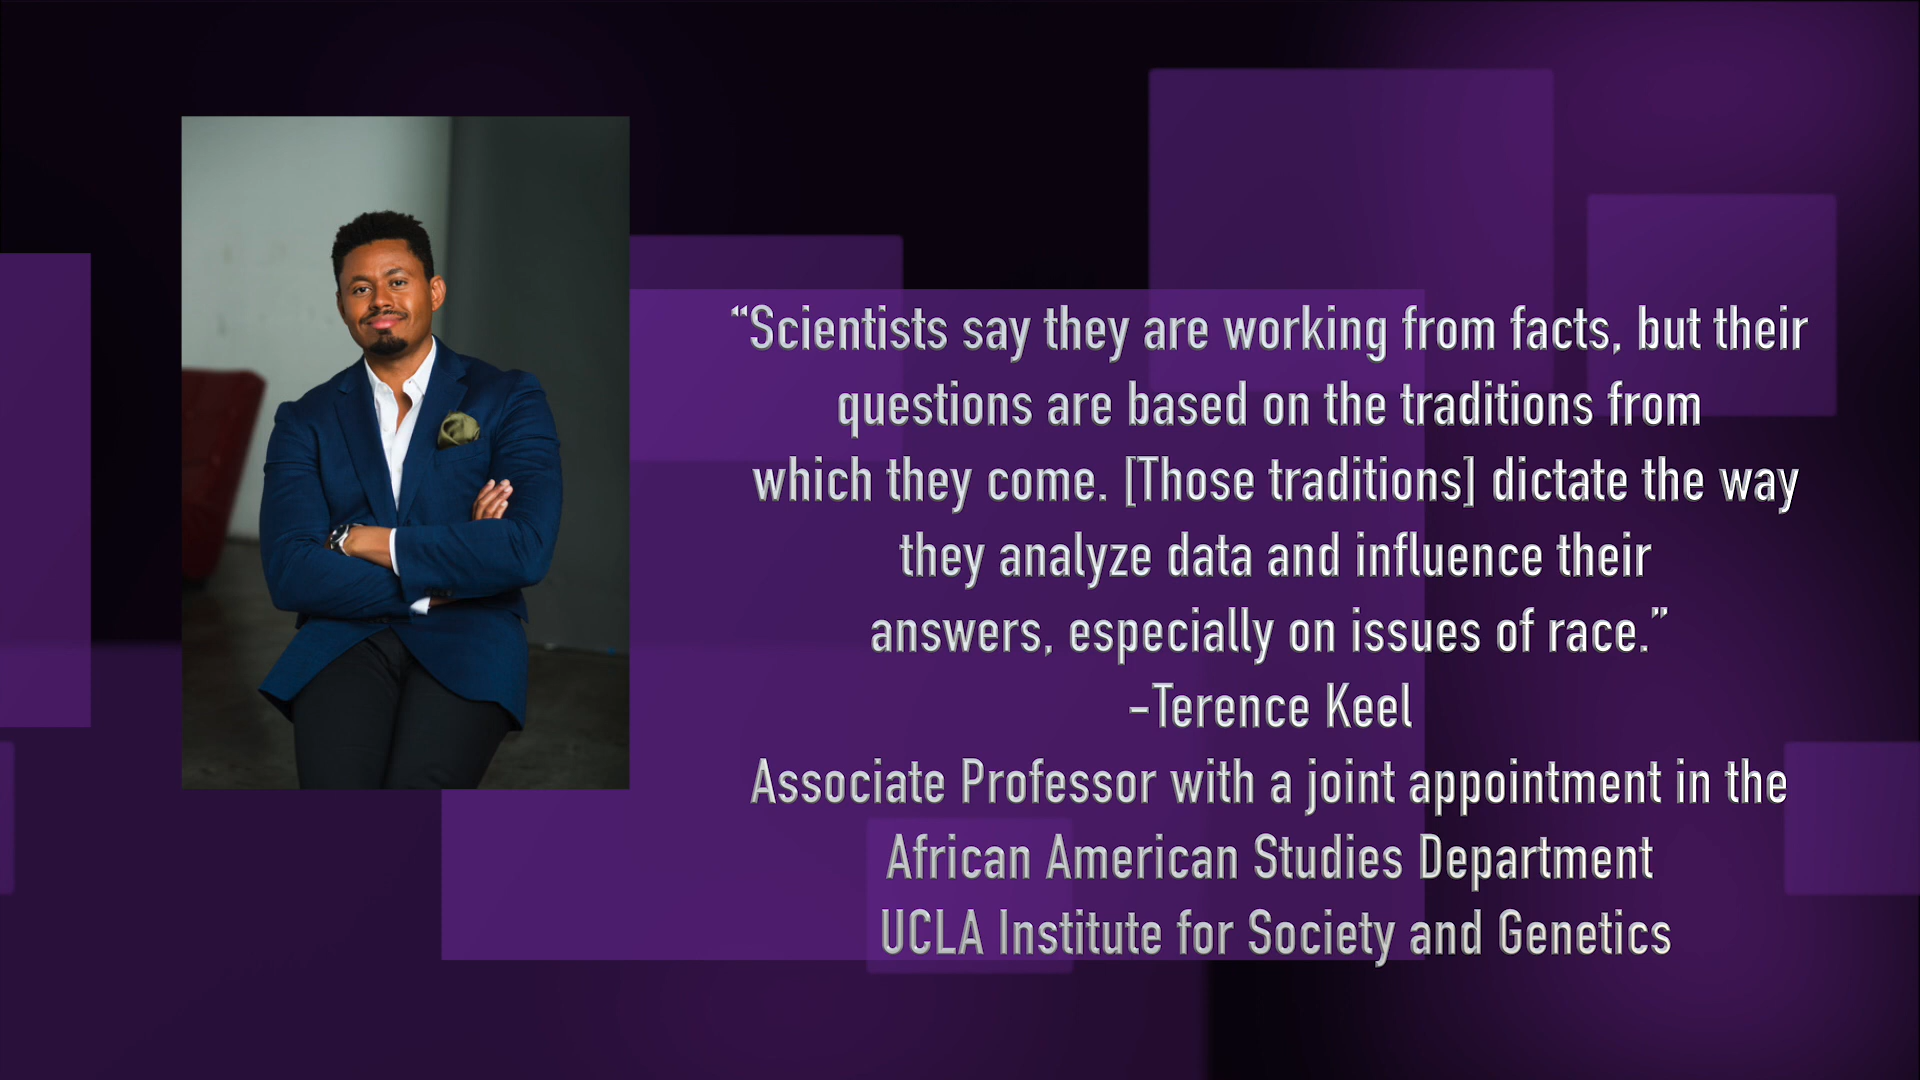 “Scientists say they are working from facts, but their
questions are based on the traditions from
which they come. [Those traditions] dictate the way
they analyze data and influence their
answers, especially on issues of race.”
-Terence Keel
Associate Professor with a joint appointment in the
African American Studies Department
UCLA Institute for Society and Genetics